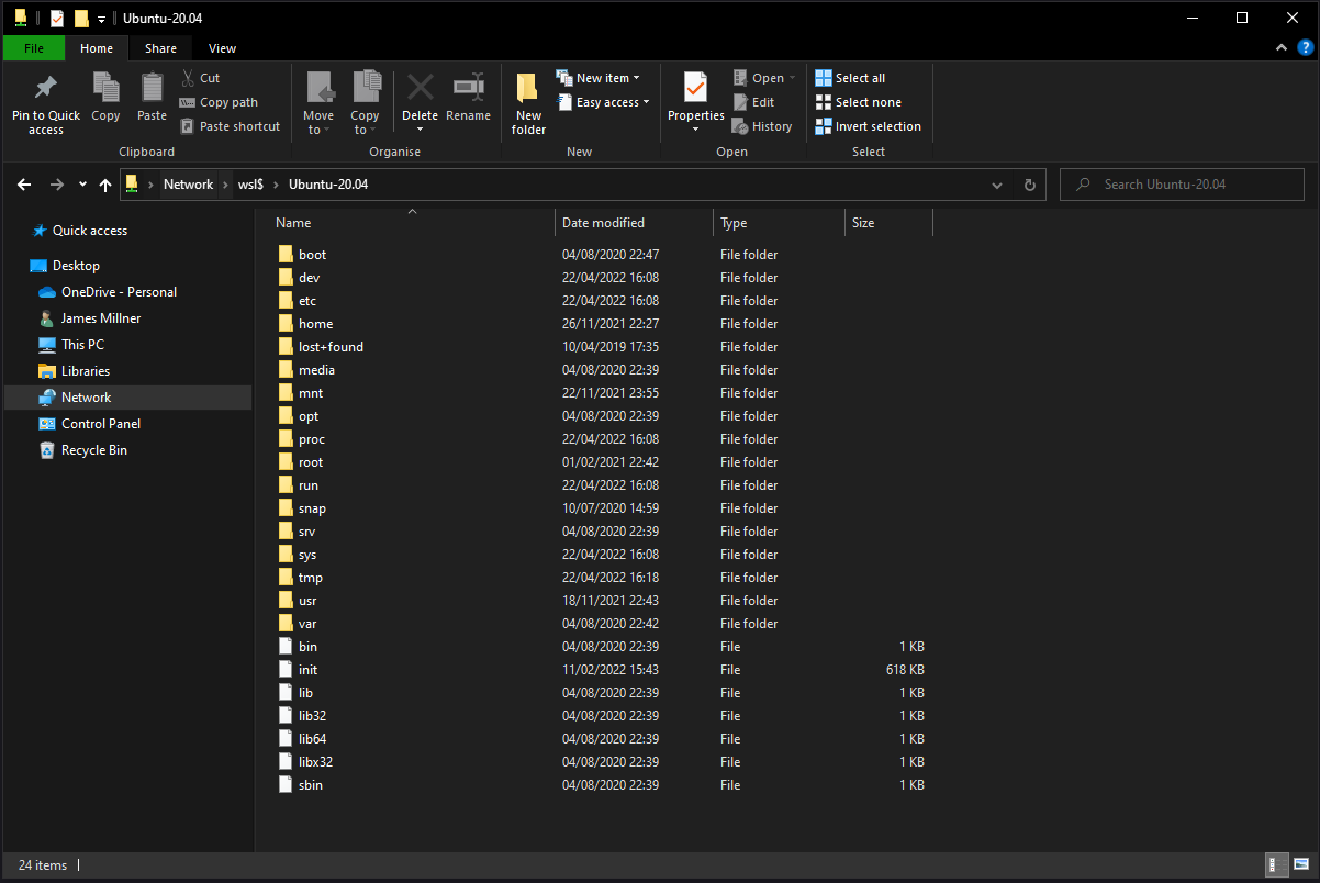 Ubuntu-20.04
File Home Share View
Pin to Quick access
Copy
Paste
Cut
Copy path
Paste shortcut
Clipboard
Move to
Copy to
Delete
Rename
Organise
New folder
New item
Easy access
New
Properties
Open
Edit
History
Open
Select all
Select none
Invert selection
Select
Network › wsl$ › Ubuntu-20.04
Search Ubuntu-20.04
Quick access
Desktop
OneDrive - Personal
James Millner
This PC
Libraries
Network
Control Panel
Recycle Bin
Name Date modified Type Size
boot 04/08/2020 22:47 File folder
dev 22/04/2022 16:08 File folder
etc 22/04/2022 16:08 File folder
home 26/11/2021 22:27 File folder
lost+found 10/04/2019 17:35 File folder
media 04/08/2020 22:39 File folder
mnt 22/11/2021 23:55 File folder
opt 04/08/2020 22:39 File folder
proc 22/04/2022 16:08 File folder
root 01/02/2021 22:42 File folder
run 22/04/2022 16:08 File folder
snap 10/07/2020 14:59 File folder
srv 04/08/2020 22:39 File folder
sys 22/04/2022 16:08 File folder
tmp 22/04/2022 16:18 File folder
usr 18/11/2021 22:43 File folder
var 04/08/2020 22:42 File folder
bin 04/08/2020 22:39 File 1 KB
init 11/02/2022 15:43 File 618 KB
lib 04/08/2020 22:39 File 1 KB
lib32 04/08/2020 22:39 File 1 KB
lib64 04/08/2020 22:39 File 1 KB
libx32 04/08/2020 22:39 File 1 KB
sbin 04/08/2020 22:39 File 1 KB
24 items